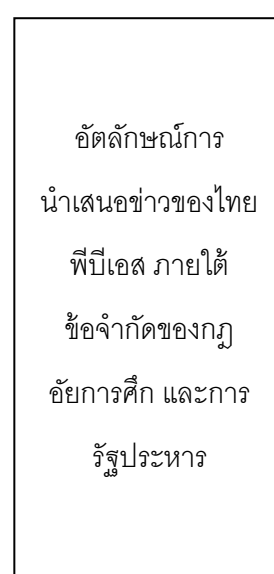 อัตลักษณ์การ
นำเสนอข่าวของไทย
พีบีเอส ภายใต้
ข้อจำกัดของกฎ
อัยการศึก และการ
รัฐประหาร